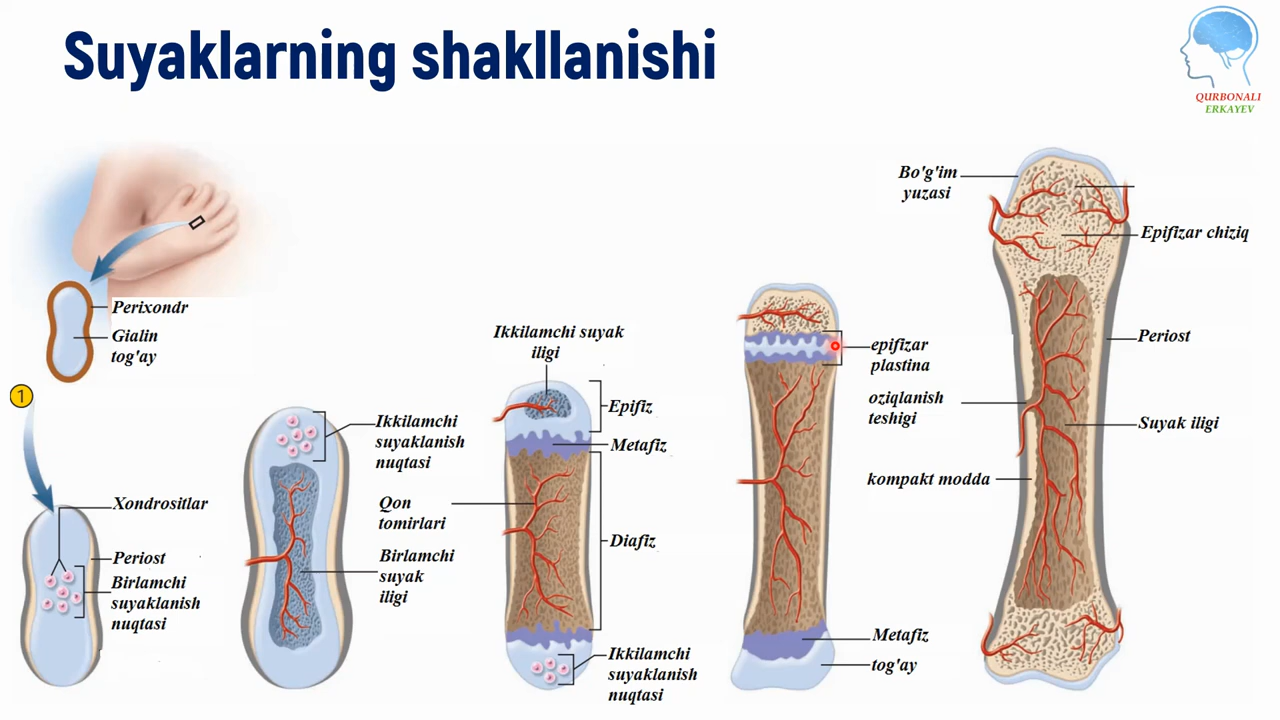 Suyaklarning shakllanishi
QURBONALI
ERKAYEV
Perixondr
Gialin
tog'ay
1
Xondrositlar
Periost
Birlamchi
suyaklanish
nuqtasi
Ikkilamchi
suyaklanish
nuqtasi
Qon
tomirlari
Birlamchi
suyak
iligi
Ikkilamchi suyak
iligi
Epifiz
Metafiz
Diafiz
Ikkilamchi
suyaklanish
nuqtasi
epifizar
plastina
oziqlanish
teshigi
kompakt modda
Metafiz
tog'ay
Bo'g'im
yuzasi
Epifizar chiziq
Periost
Suyak iligi